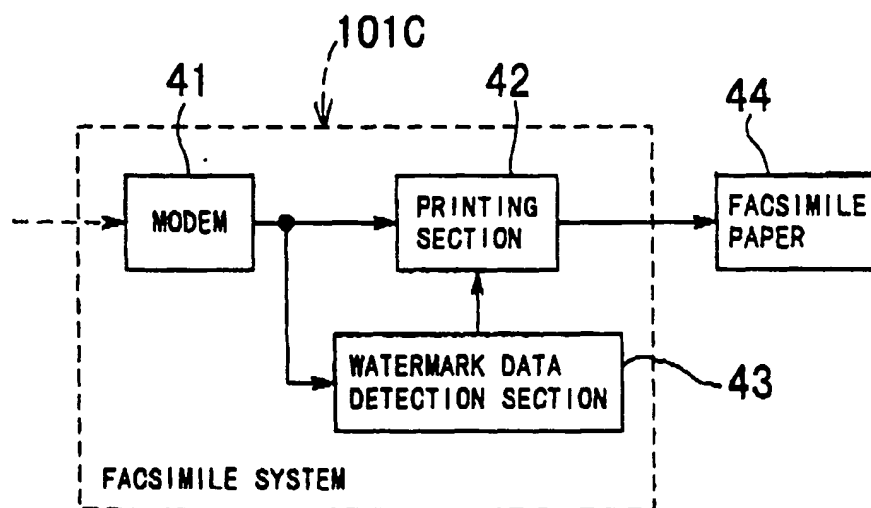 101C
41
42
44
MODEM
PRINTING
SECTION
FACSIMILE
PAPER
WATERMARK DATA
DETECTION SECTION
43
FACSIMILE SYSTEM